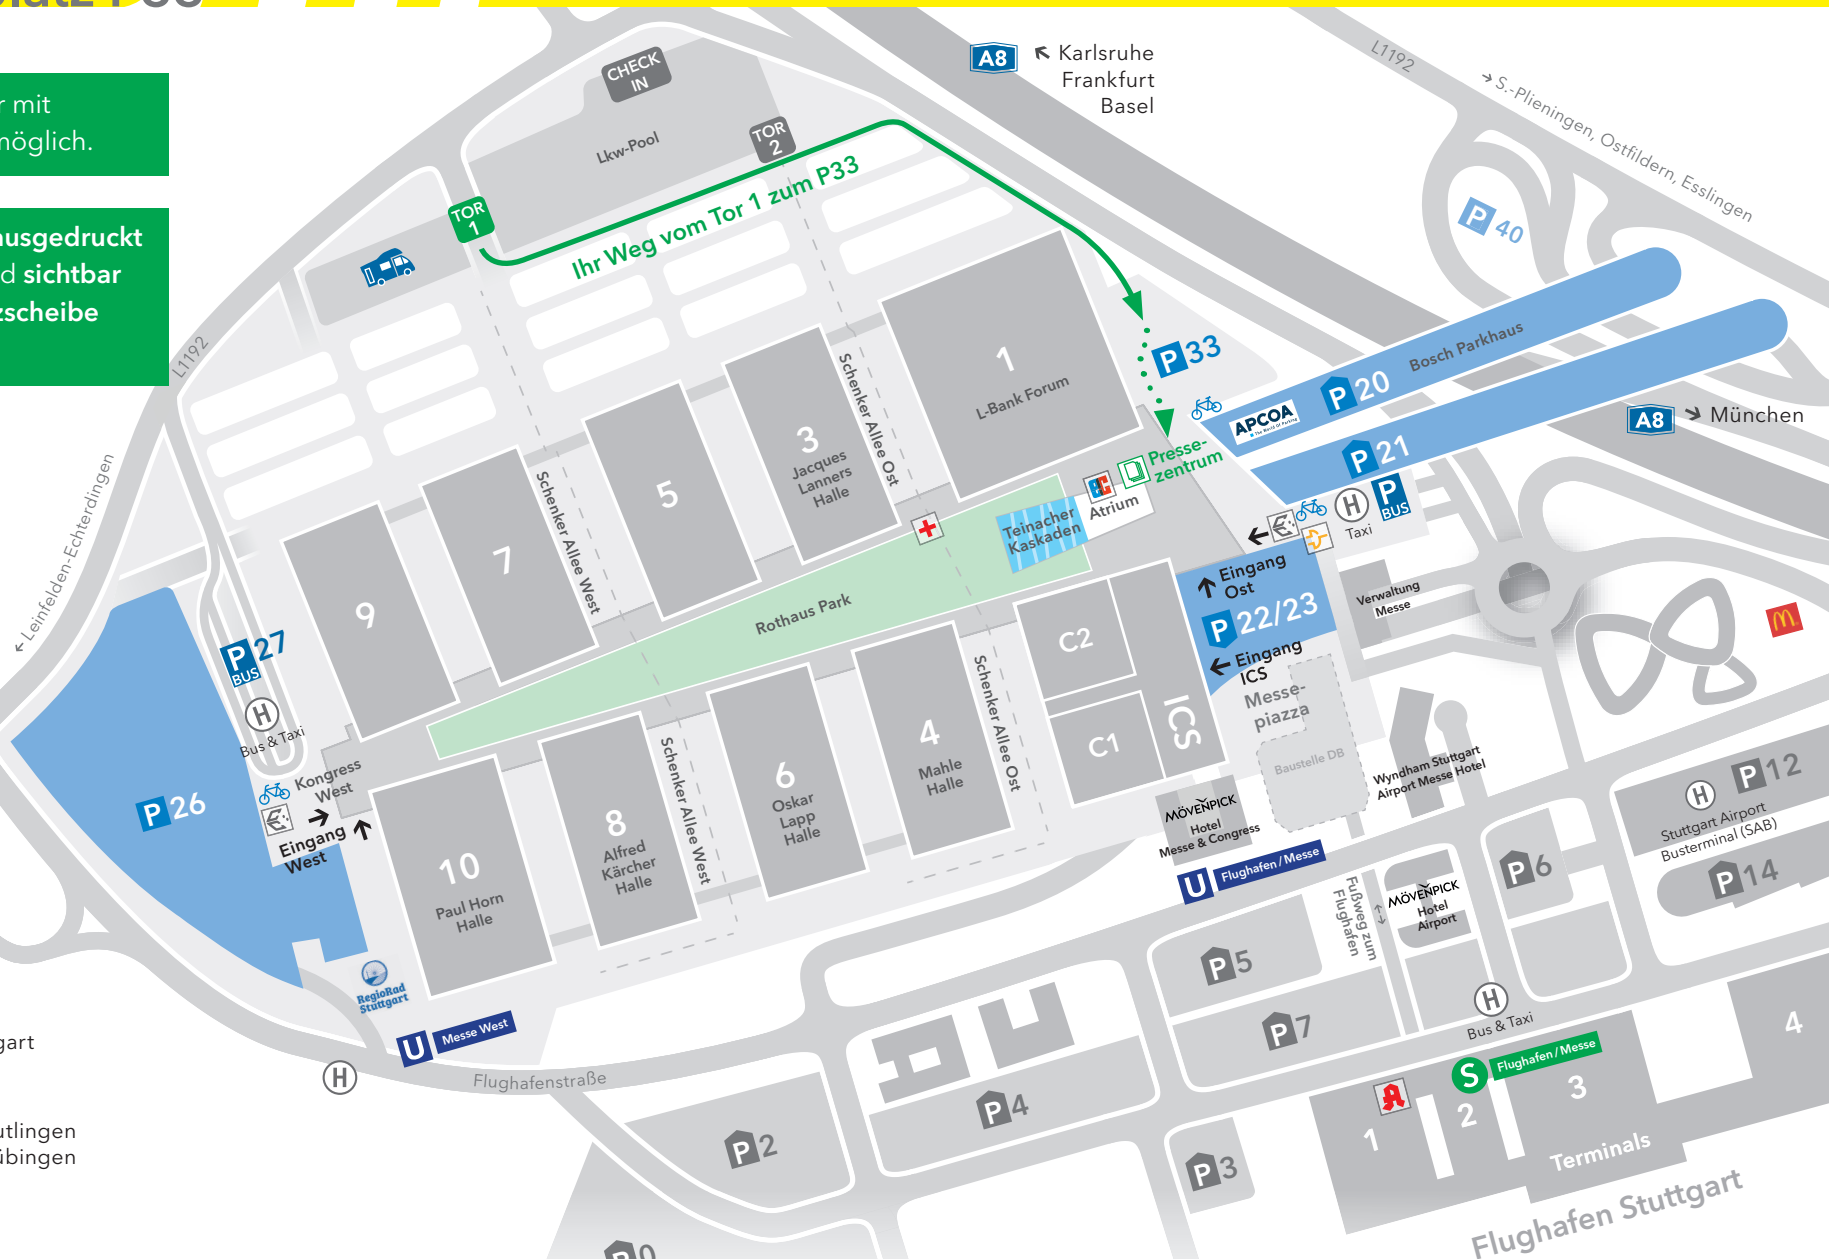 CHECK
IN
Lkw-Pool
TOR
2
TOR
1
Ihr Weg vom Tor 1 zum P33
A8
Karlsruhe
Frankfurt
Basel
L1192
S.-Plieningen, Ostfildern, Esslingen
P 40
r mit
möglich.
ausgedruckt
d sichtbar
zscheibe
L1192
Leinfelden-Echterdingen
P 33
Bosch Parkhaus
P 20
APCOA
P 21
A8
München
1
L-Bank Forum
3
Jacques
Lanners
Halle
5
7
9
Schenker Allee Ost
Schenker Allee West
Presse-
zentrum
Atrium
Teinacher
Kaskaden
Rothaus Park
H
Taxi
P
BUS
Eingang
Ost
P 22/23
Eingang
ICS
Messe-
piazza
Verwaltung
Messe
Baustelle DB
C2
C1
ICS
4
Mahle
Halle
6
Oskar
Lapp
Halle
8
Alfred
Kärcher
Halle
10
Paul Horn
Halle
Schenker Allee Ost
Schenker Allee West
P 27
BUS
H
Bus & Taxi
Kongress
West
Eingang
West
P 26
RegioRad
Stuttgart
U Messe West
H
Flughafenstraße
MÖVENPICK
Hotel
Messe & Congress
U Flughafen / Messe
Wyndham Stuttgart
Airport Messe Hotel
MÖVENPICK
Hotel
Airport
Fußweg zum
Flughafen
P 12
H
Stuttgart Airport
Busterminal (SAB)
P 14
P 6
P 5
P 7
H
Bus & Taxi
S Flughafen / Messe
P 4
P 2
P 3
P 0
1
2
3
4
Terminals
Flughafen Stuttgart
gart
utlingen
übingen